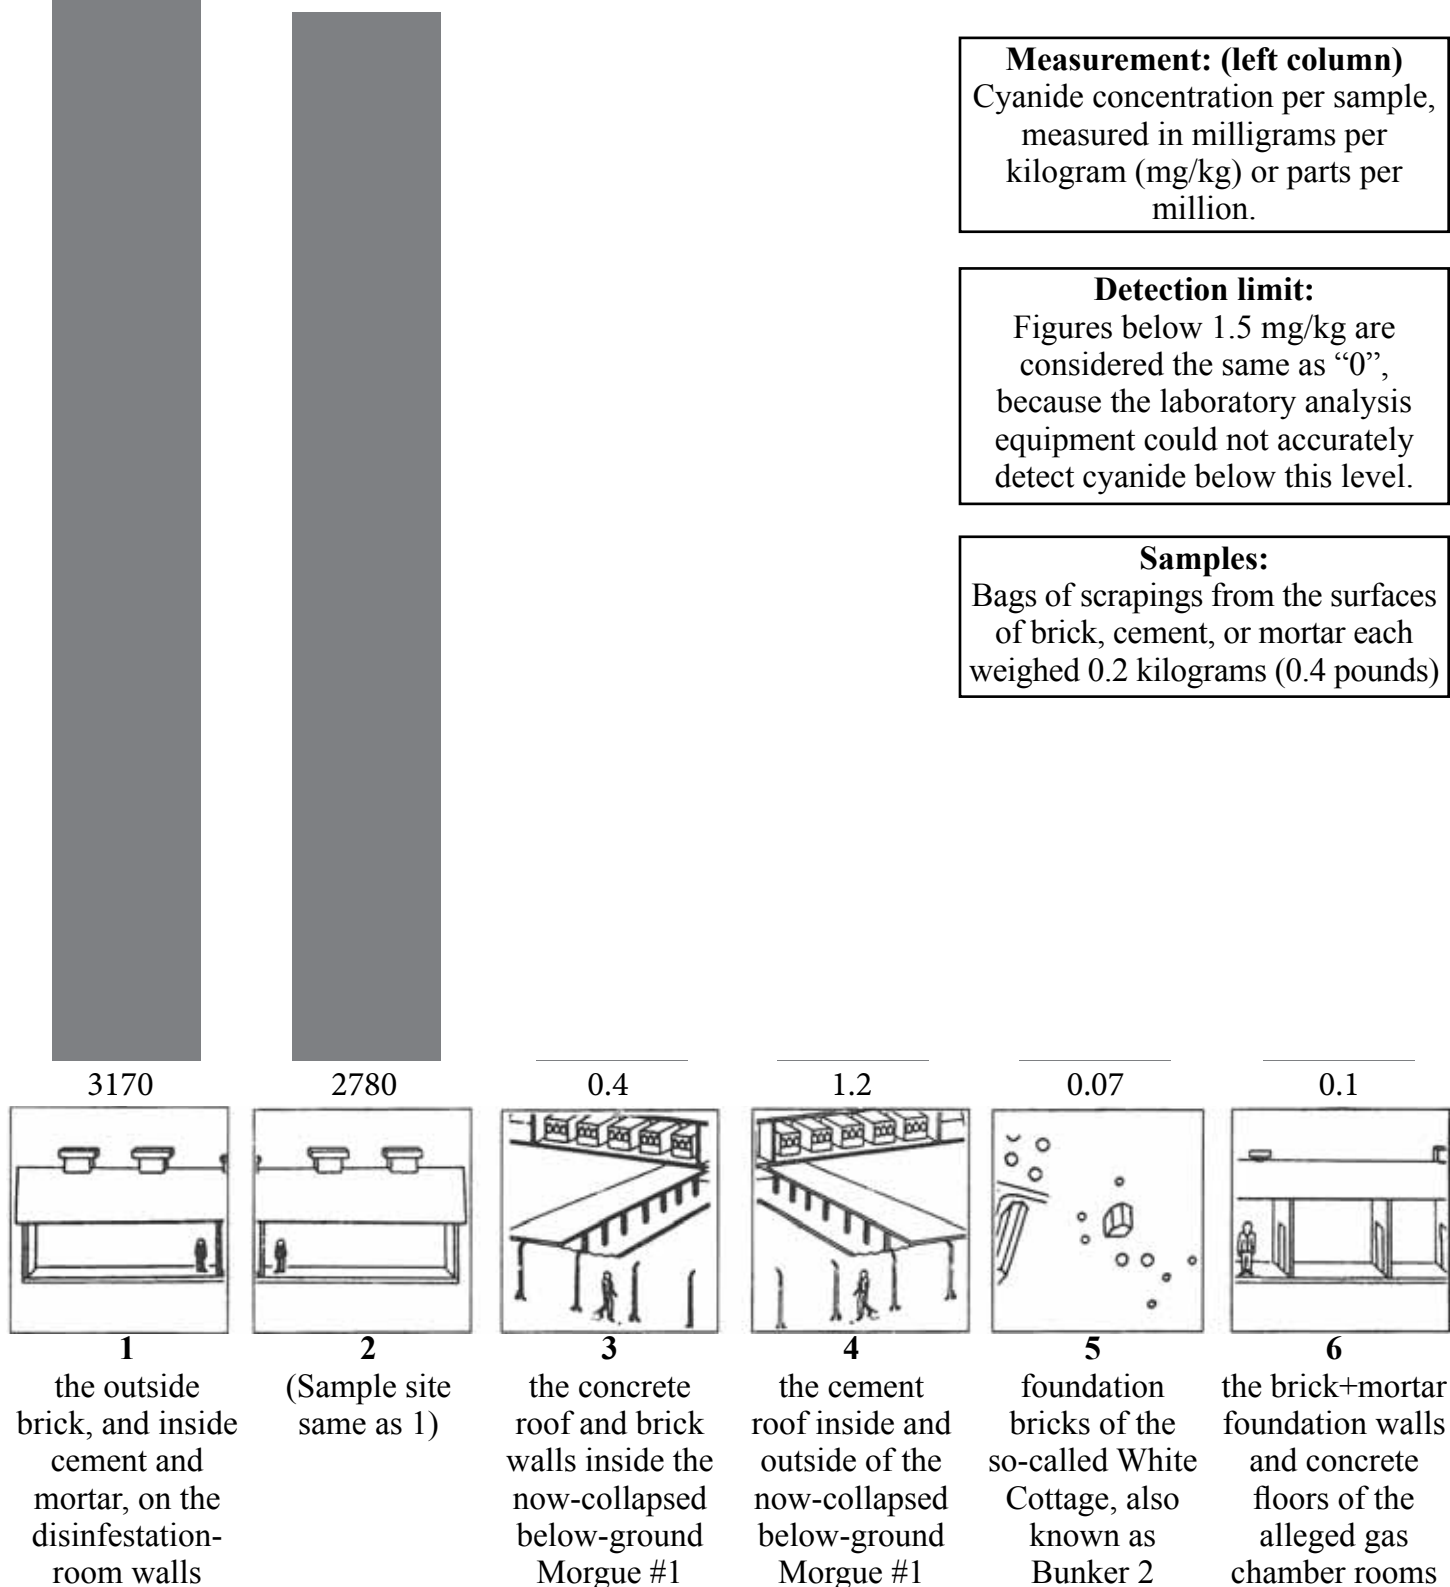 Measurement: (left column)
Cyanide concentration per sample,
measured in milligrams per
kilogram (mg/kg) or parts per
million.
Detection limit:
Figures below 1.5 mg/kg are
considered the same as “0”,
because the laboratory analysis
equipment could not accurately
detect cyanide below this level.
Samples:
Bags of scrapings from the surfaces
of brick, cement, or mortar each
weighed 0.2 kilograms (0.4 pounds)
3170
2780
0.4
1.2
0.07
0.1
1
the outside
brick, and inside
cement and
mortar, on the
disinfestation-
room walls
2
(Sample site
same as 1)
3
the concrete
roof and brick
walls inside the
now-collapsed
below-ground
Morgue #1
4
the cement
roof inside and
outside of the
now-collapsed
below-ground
Morgue #1
5
foundation
bricks of the
so-called White
Cottage, also
known as
Bunker 2
6
the brick+mortar
foundation walls
and concrete
floors of the
alleged gas
chamber rooms